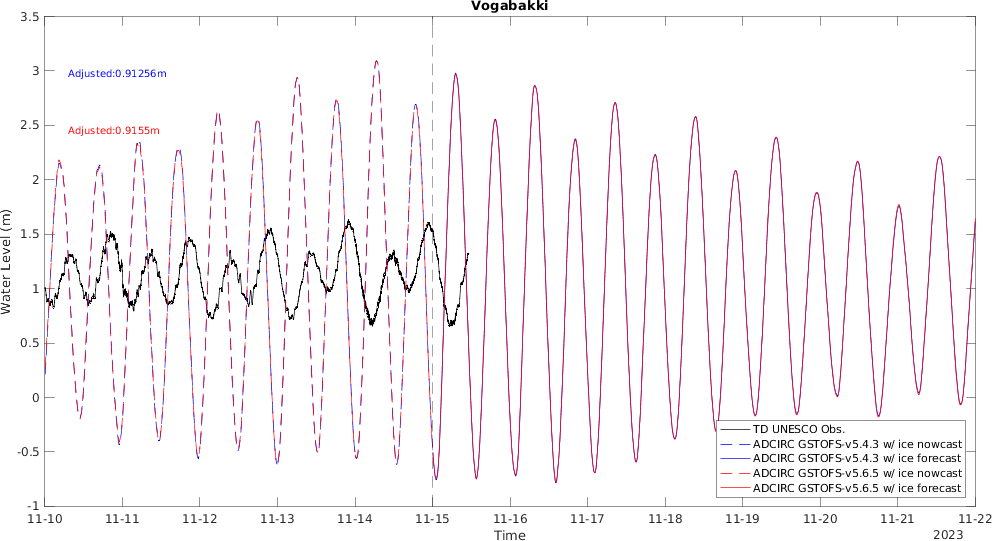 Vogabakki
3.5
3
2.5
2
1.5
1
0.5
0
-0.5
-1
Water Level (m)
Adjusted:0.91256m
Adjusted:0.9155m
TD UNESCO Obs.
ADCIRC GSTOFS-v5.4.3 w/ ice nowcast
ADCIRC GSTOFS-v5.4.3 w/ ice forecast
ADCIRC GSTOFS-v5.6.5 w/ ice nowcast
ADCIRC GSTOFS-v5.6.5 w/ ice forecast
11-10 11-11 11-12 11-13 11-14 11-15 11-16 11-17 11-18 11-19 11-20 11-21 11-22
Time
2023